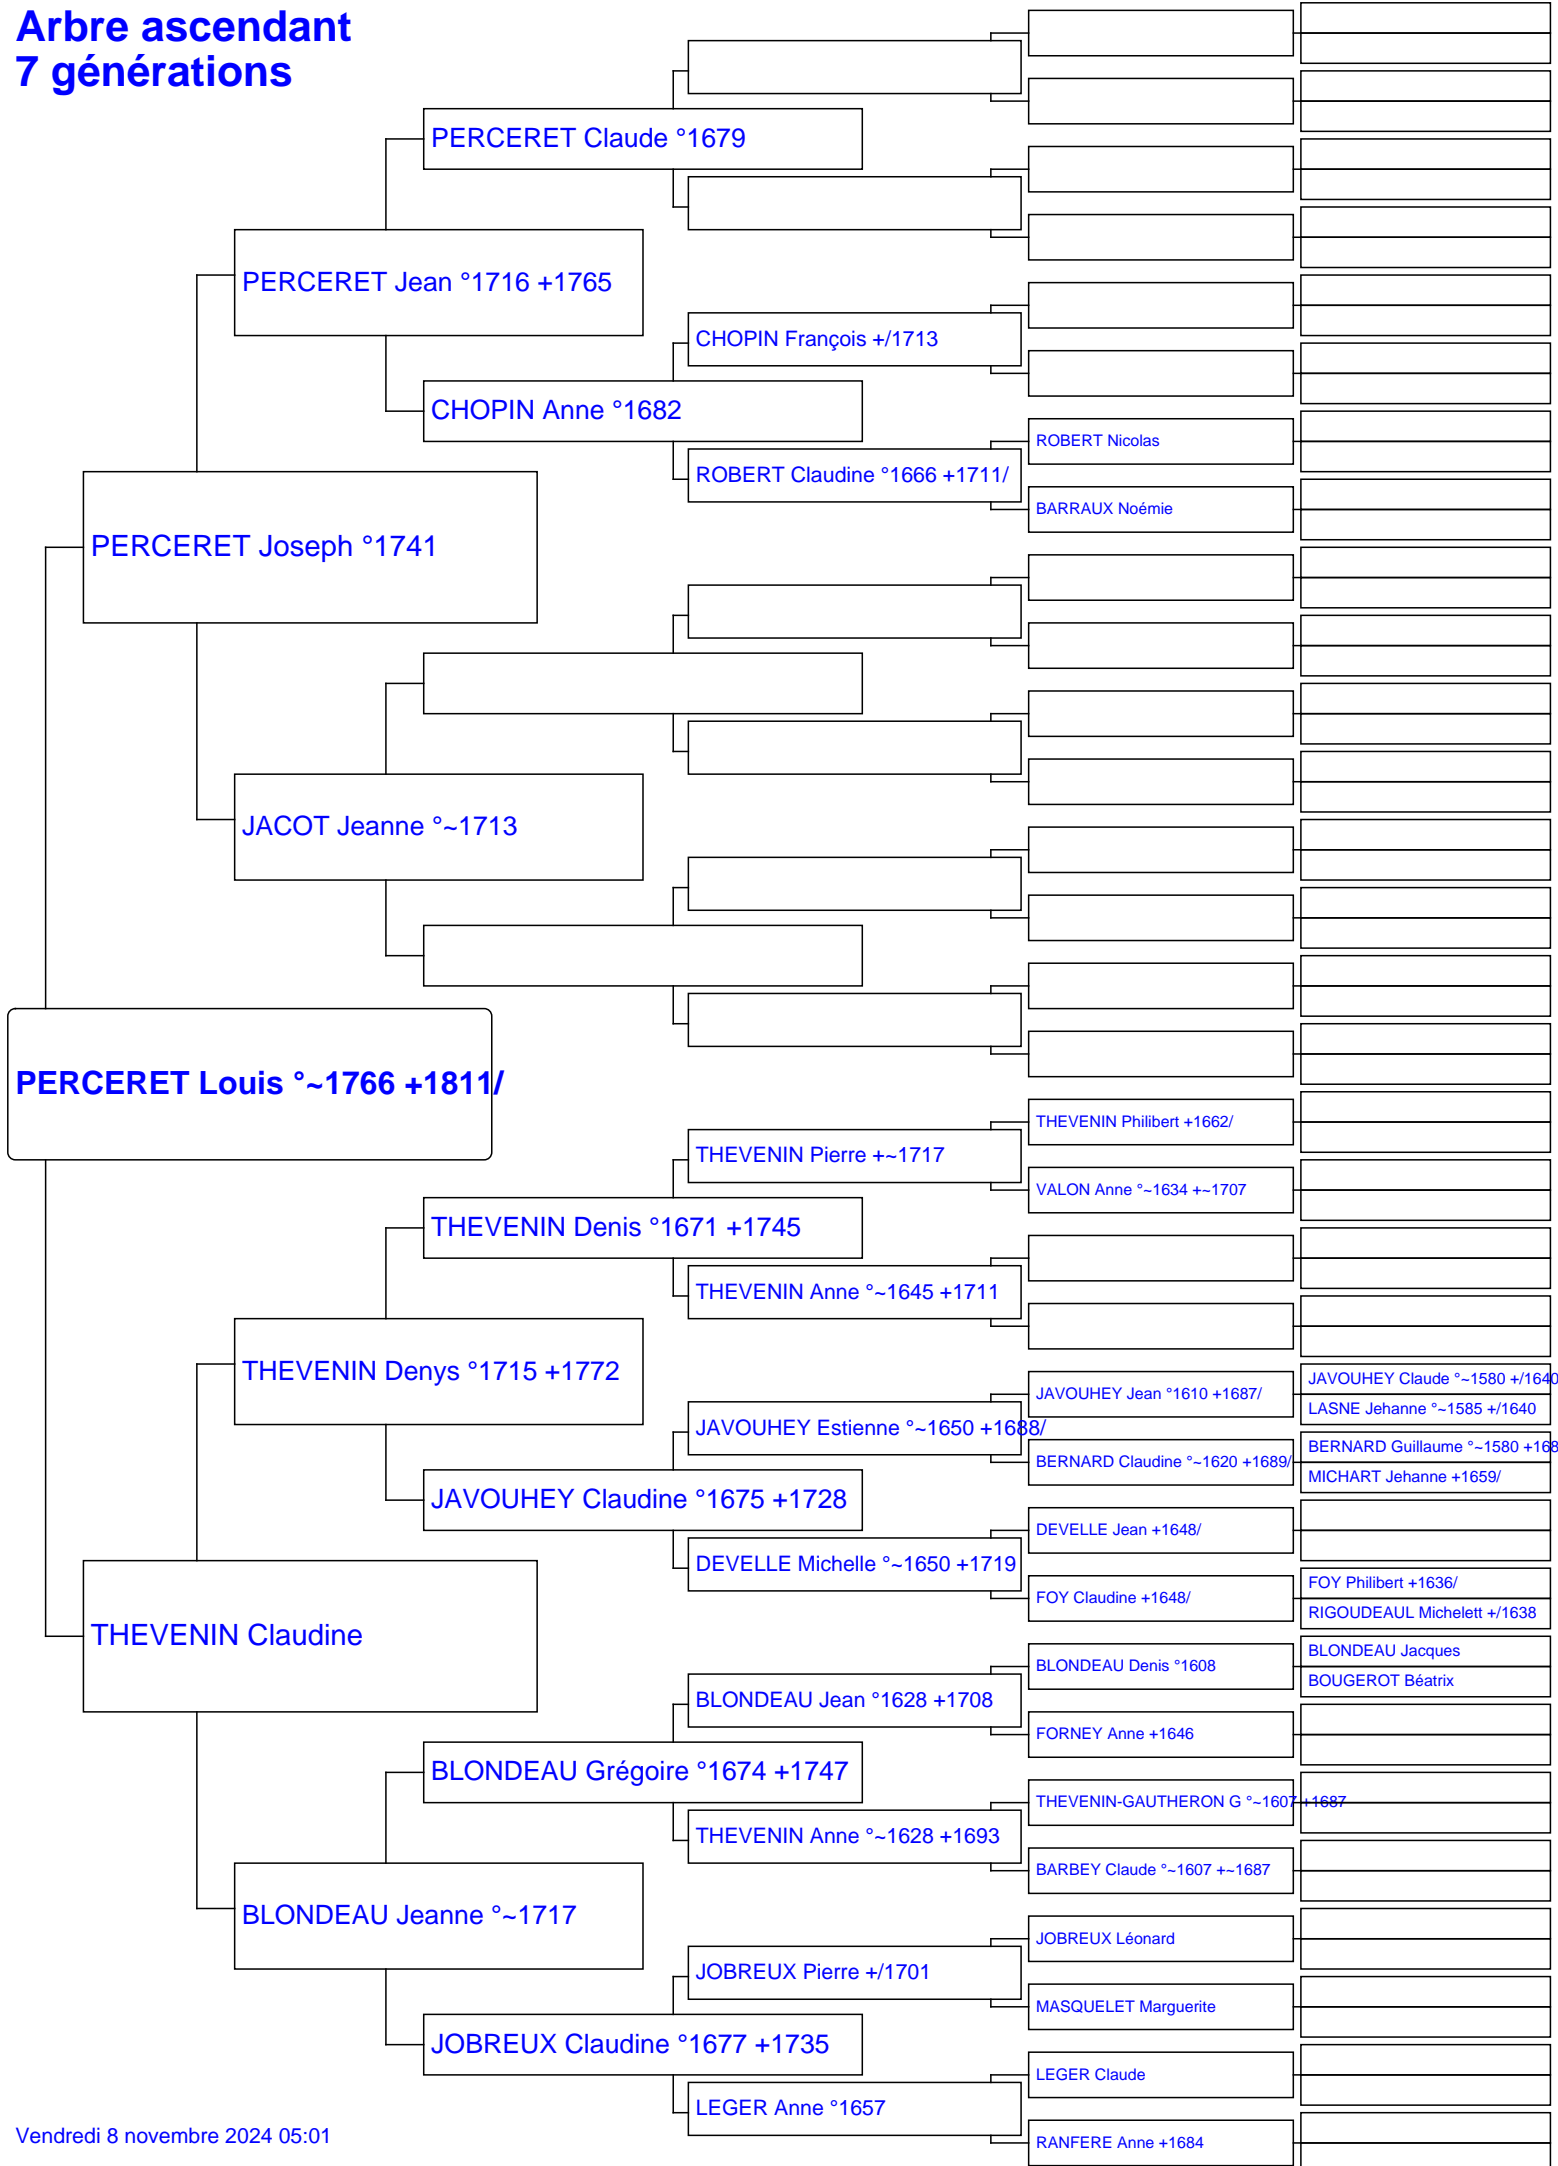 Arbre ascendant
7 générations
PERCERET Claude °1679
PERCERET Jean °1716 +1765
CHOPIN François +/1713
CHOPIN Anne °1682
ROBERT Nicolas
ROBERT Claudine °1666 +1711/
BARRAUX Noémie
PERCERET Joseph °1741
JACOT Jeanne °~1713
PERCERET Louis °~1766 +1811/
THEVENIN Philibert +1662/
THEVENIN Pierre +~1717
VALON Anne °~1634 +~1707
THEVENIN Denis °1671 +1745
THEVENIN Anne °~1645 +1711
THEVENIN Denys °1715 +1772
JAVOUHEY Claude °~1580 +/1640
JAVOUHEY Jean °1610 +1687/
LASNE Jehanne °~1585 +/1640
JAVOUHEY Estienne °~1650 +1688/
BERNARD Guillaume °~1580 +168
BERNARD Claudine °~1620 +1689/
MICHART Jehanne +1659/
JAVOUHEY Claudine °1675 +1728
DEVELLE Jean +1648/
DEVELLE Michelle °~1650 +1719
FOY Philibert +1636/
FOY Claudine +1648/
RIGOUDEAUL Michelett +/1638
THEVENIN Claudine
BLONDEAU Jacques
BLONDEAU Denis °1608
BOUGEROT Béatrix
BLONDEAU Jean °1628 +1708
FORNEY Anne +1646
BLONDEAU Grégoire °1674 +1747
THEVENIN-GAUTHERON G °~1607 +1687
THEVENIN Anne °~1628 +1693
BARBEY Claude °~1607 +~1687
BLONDEAU Jeanne °~1717
JOBREUX Léonard
JOBREUX Pierre +/1701
MASQUELET Marguerite
JOBREUX Claudine °1677 +1735
LEGER Claude
LEGER Anne °1657
RANFERE Anne +1684
Vendredi 8 novembre 2024 05:01